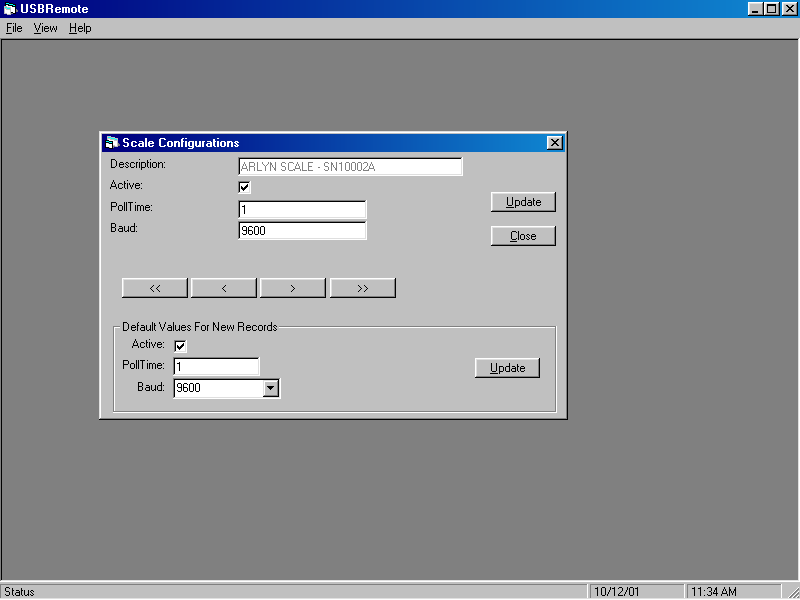 USBRemote
File View Help
Scale Configurations
Description: ARLYN SCALE - SN10002A
Active:
PollTime: 1
Update
Baud: 9600
Close
<< < > >>
Default Values For New Records
Active:
PollTime: 1
Update
Baud: 9600
Status 10/12/01 11:34 AM